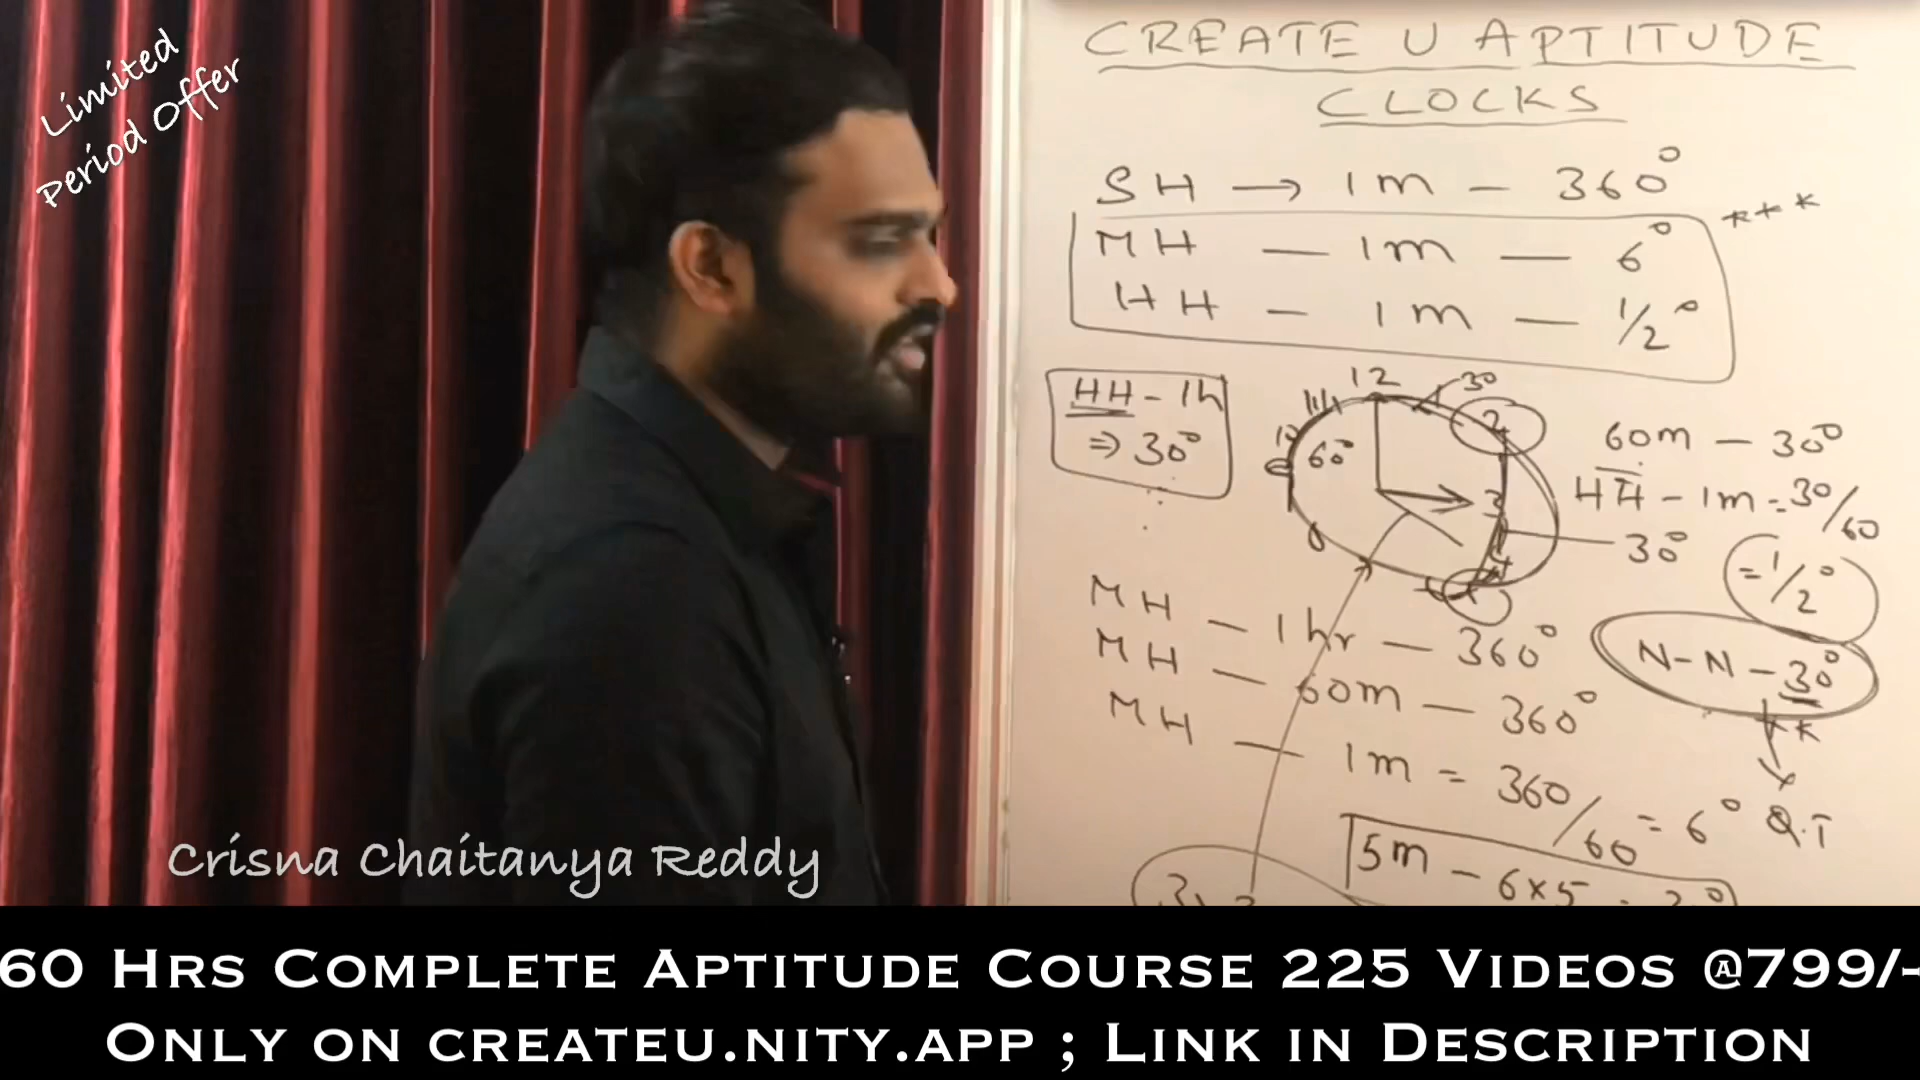 Limited
Period Offer
CREATE U APTITUDE
CLOCKS
SH → 1m - 360°
***
MH — 1m — 6°
HH - 1m — 1/2°
HH - 1h
⇒ 30°
12
30
2
60°
3
60m - 30°
HH - 1m = 30/60
30°
= 1/2°
MH - 1hr - 360°
N-N-30°
**
MH - 60m - 360°
MH - 1m = 360/60 = 6°
Q.T
5m - 6x5
Crisna Chaitanya Reddy
60 Hrs Complete Aptitude Course 225 Videos @799/-
Only on createu.nity.app ; Link in Description